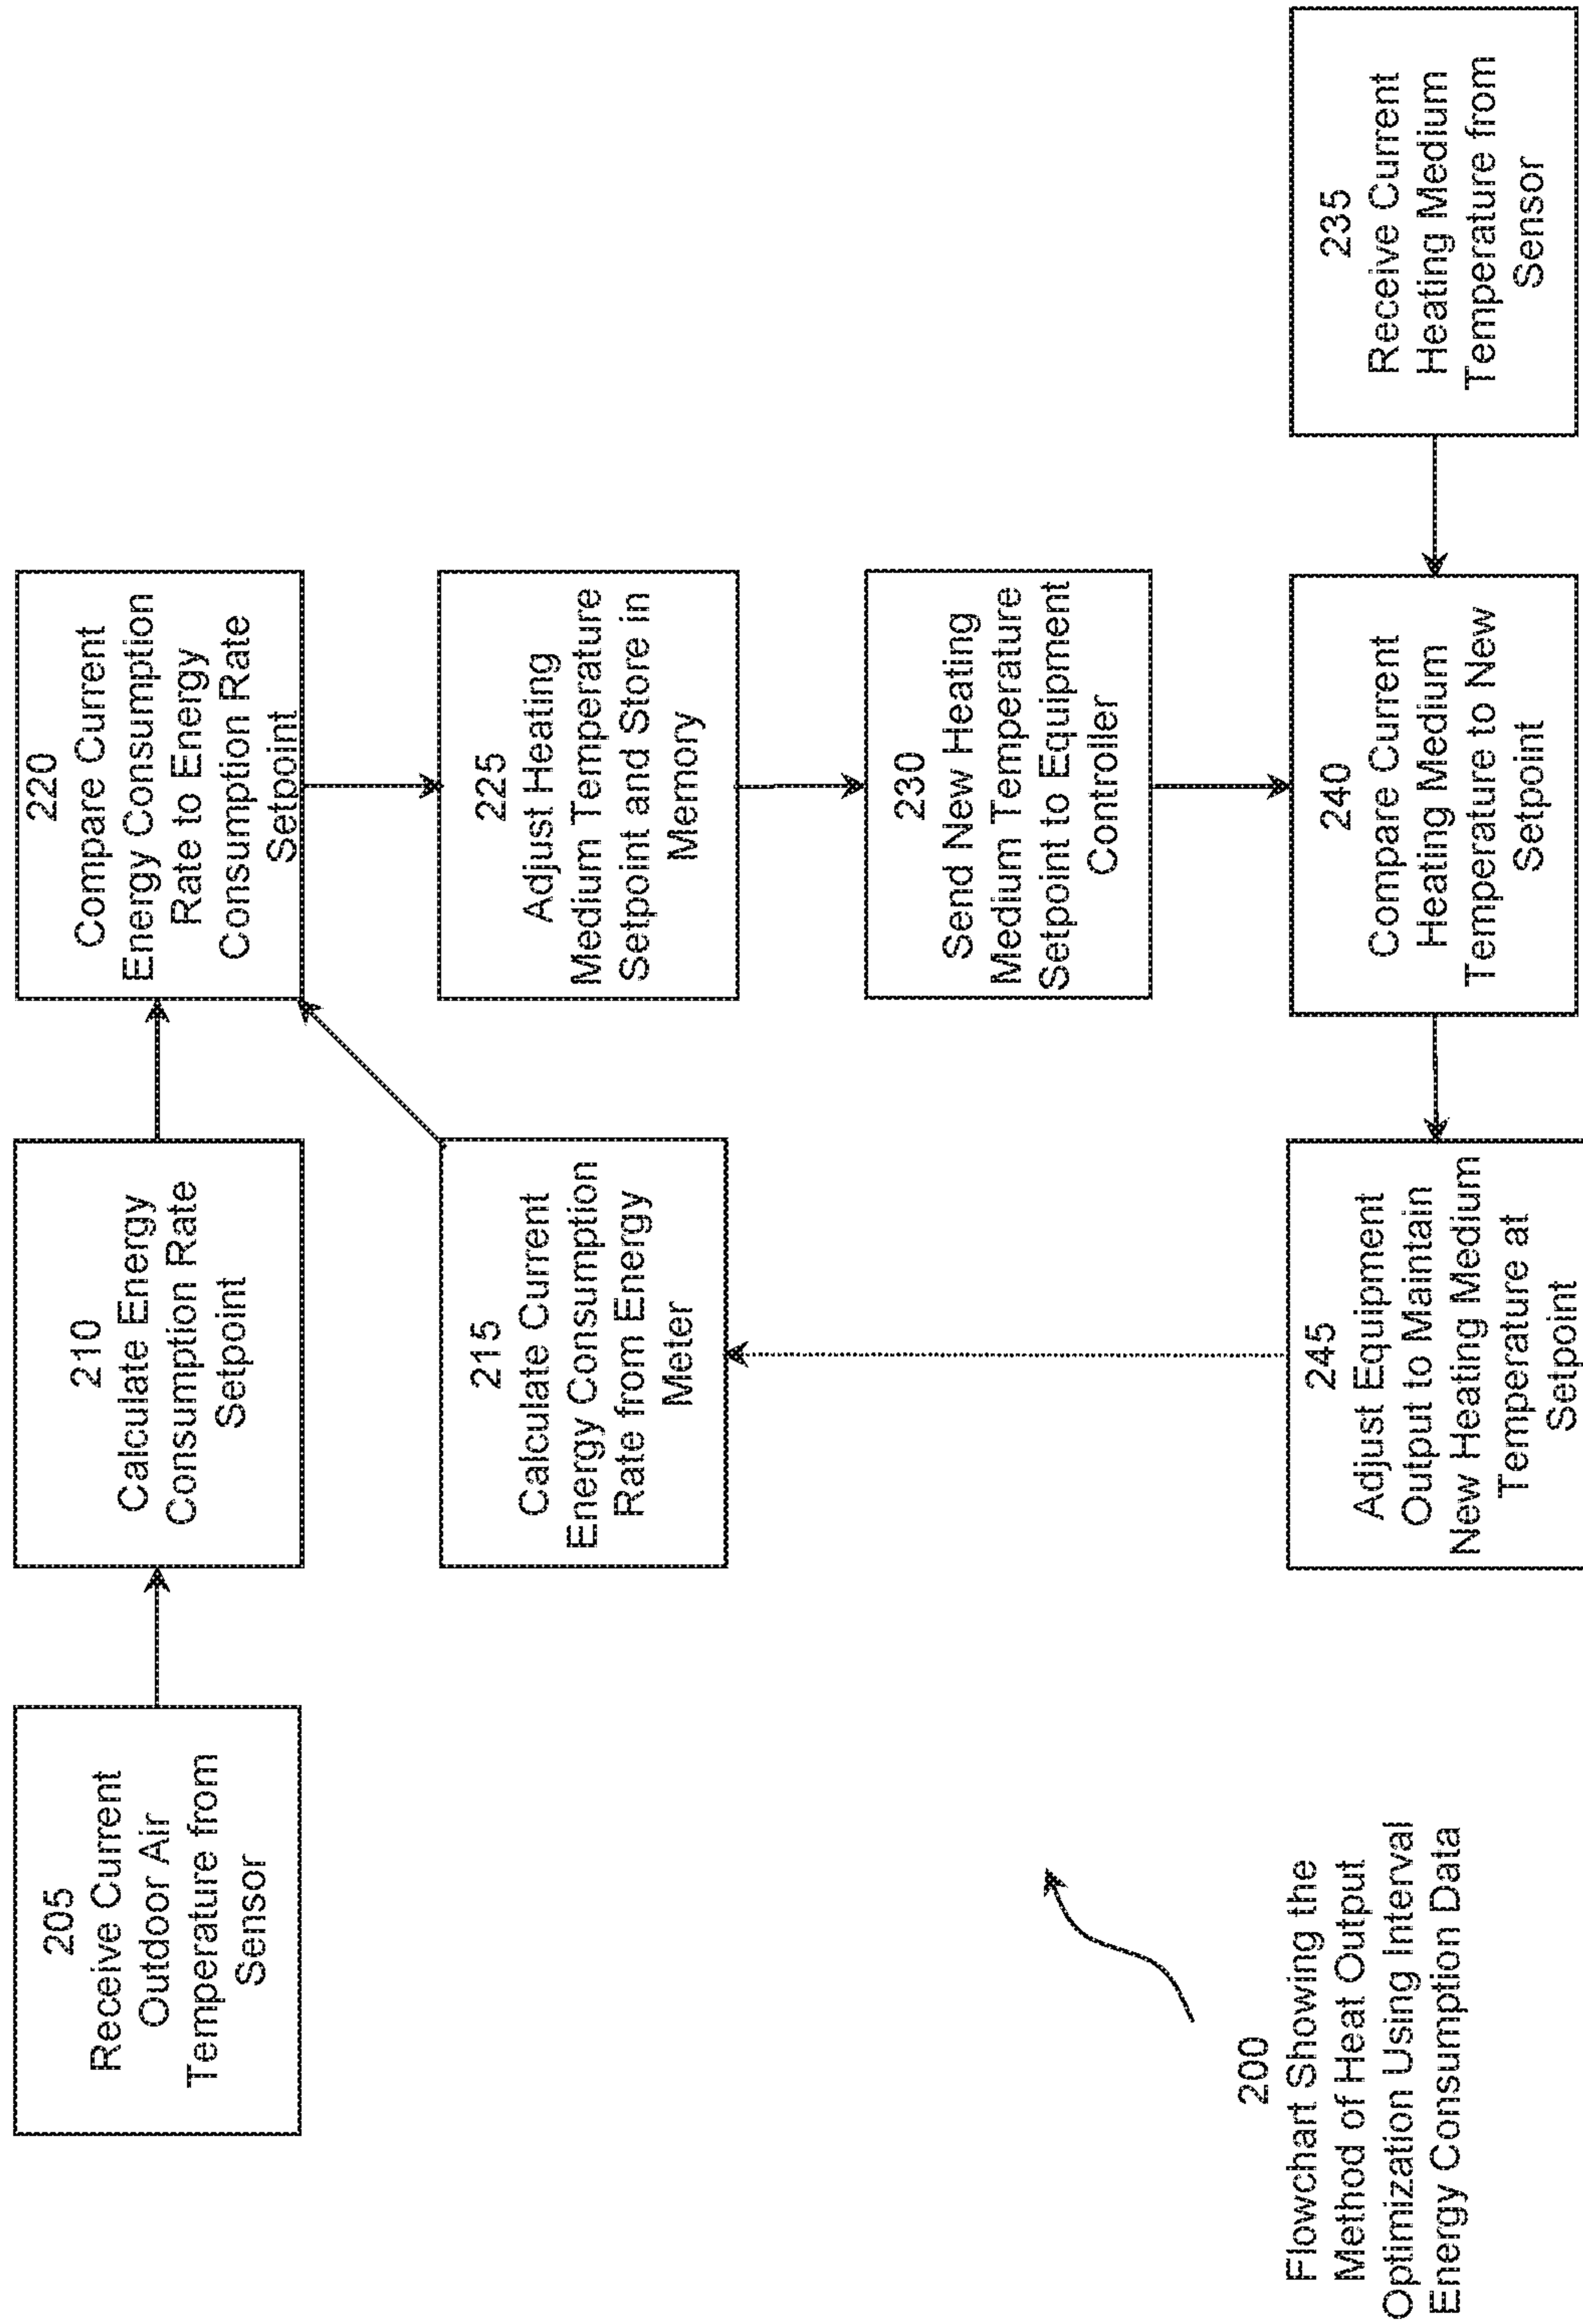 205
Receive Current
Outdoor Air
Temperature from
Sensor
210
Calculate Energy
Consumption Rate
Setpoint
220
Compare Current
Energy Consumption
Rate to Energy
Consumption Rate
Setpoint
215
Calculate Current
Energy Consumption
Rate from Energy
Meter
225
Adjust Heating
Medium Temperature
Setpoint and Store in
Memory
230
Send New Heating
Medium Temperature
Setpoint to Equipment
Controller
235
Receive Current
Heating Medium
Temperature from
Sensor
240
Compare Current
Heating Medium
Temperature to New
Setpoint
245
Adjust Equipment
Output to Maintain
New Heating Medium
Temperature at
Setpoint
200
Flowchart Showing the
Method of Heat Output
Optimization Using Interval
Energy Consumption Data